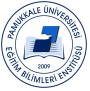 PAMUKKALE ÜNİVERSİTESİ
EĞİTİM BİLİMLERİ ENSTİTÜSÜ
2009